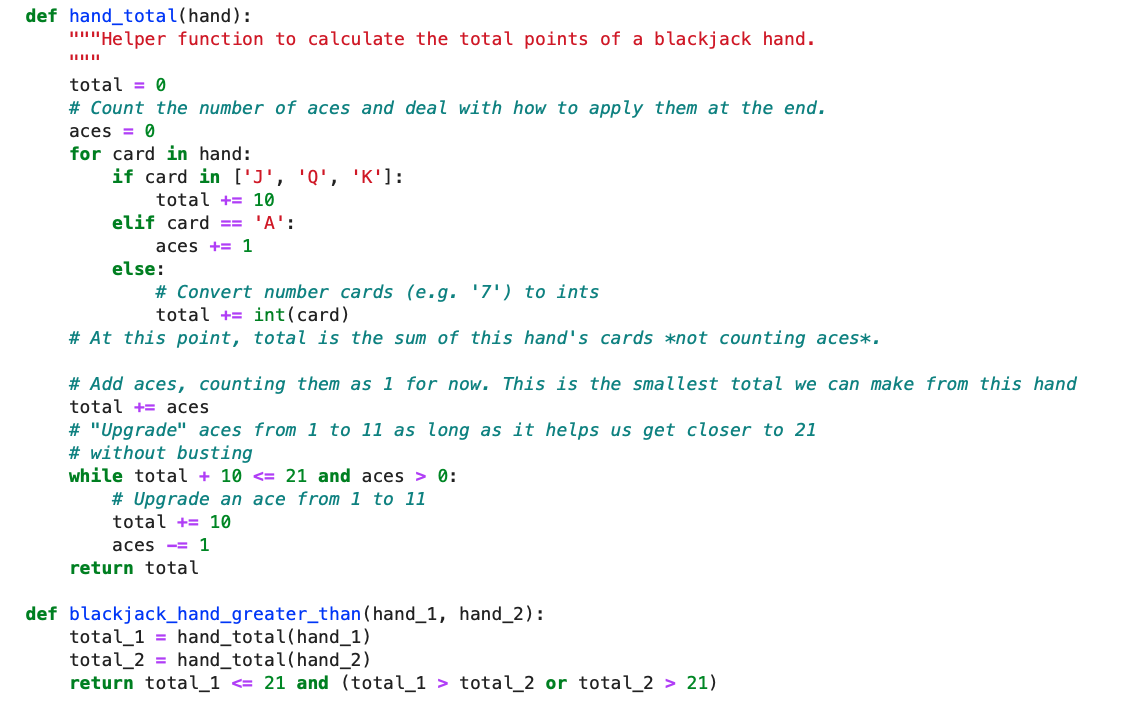 def hand_total(hand):
    """Helper function to calculate the total points of a blackjack hand.
    """
    total = 0
    # Count the number of aces and deal with how to apply them at the end.
    aces = 0
    for card in hand:
        if card in ['J', 'Q', 'K']:
            total += 10
        elif card == 'A':
            aces += 1
        else:
            # Convert number cards (e.g. '7') to ints
            total += int(card)
    # At this point, total is the sum of this hand's cards *not counting aces*.

    # Add aces, counting them as 1 for now. This is the smallest total we can make from this hand
    total += aces
    # "Upgrade" aces from 1 to 11 as long as it helps us get closer to 21
    # without busting
    while total + 10 <= 21 and aces > 0:
        # Upgrade an ace from 1 to 11
        total += 10
        aces -= 1
    return total

def blackjack_hand_greater_than(hand_1, hand_2):
    total_1 = hand_total(hand_1)
    total_2 = hand_total(hand_2)
    return total_1 <= 21 and (total_1 > total_2 or total_2 > 21)